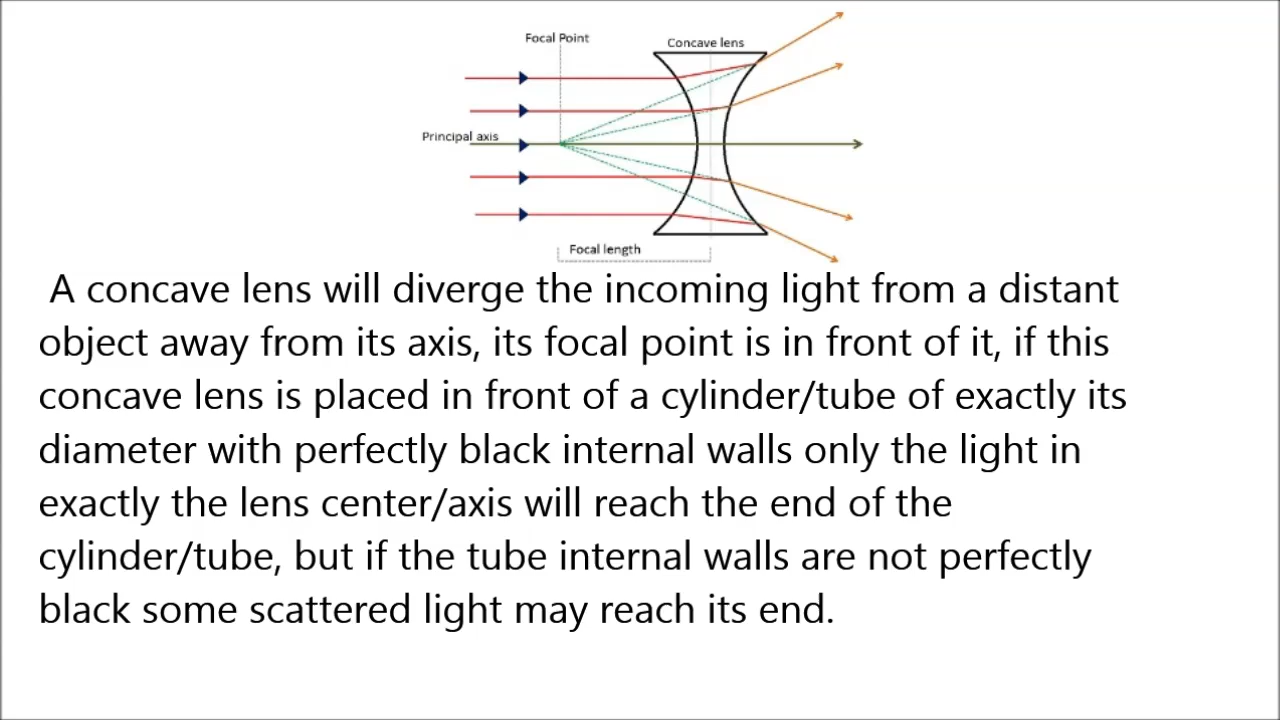 Focal Point
Concave lens
Principal axis
Focal length
A concave lens will diverge the incoming light from a distant
object away from its axis, its focal point is in front of it, if this
concave lens is placed in front of a cylinder/tube of exactly its
diameter with perfectly black internal walls only the light in
exactly the lens center/axis will reach the end of the
cylinder/tube, but if the tube internal walls are not perfectly
black some scattered light may reach its end.